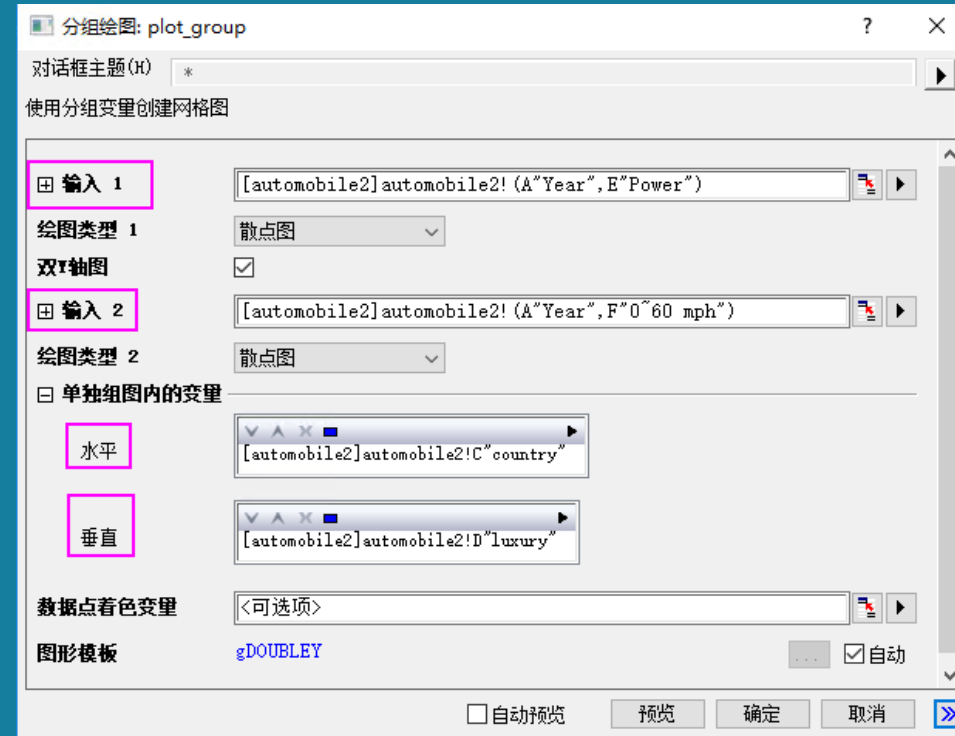 分组绘图: plot_group
对话框主题(H) *
使用分组变量创建网格图
输入 1 [automobile2]automobile2!(A"Year",E"Power")
绘图类型 1 散点图
双Y轴图
输入 2 [automobile2]automobile2!(A"Year",F"0~60 mph")
绘图类型 2 散点图
单独组图内的变量
水平 [automobile2]automobile2!C"country"
垂直 [automobile2]automobile2!D"luxury"
数据点着色变量 <可选项>
图形模板 gDOUBLEY ... 自动
自动预览 预览 确定 取消